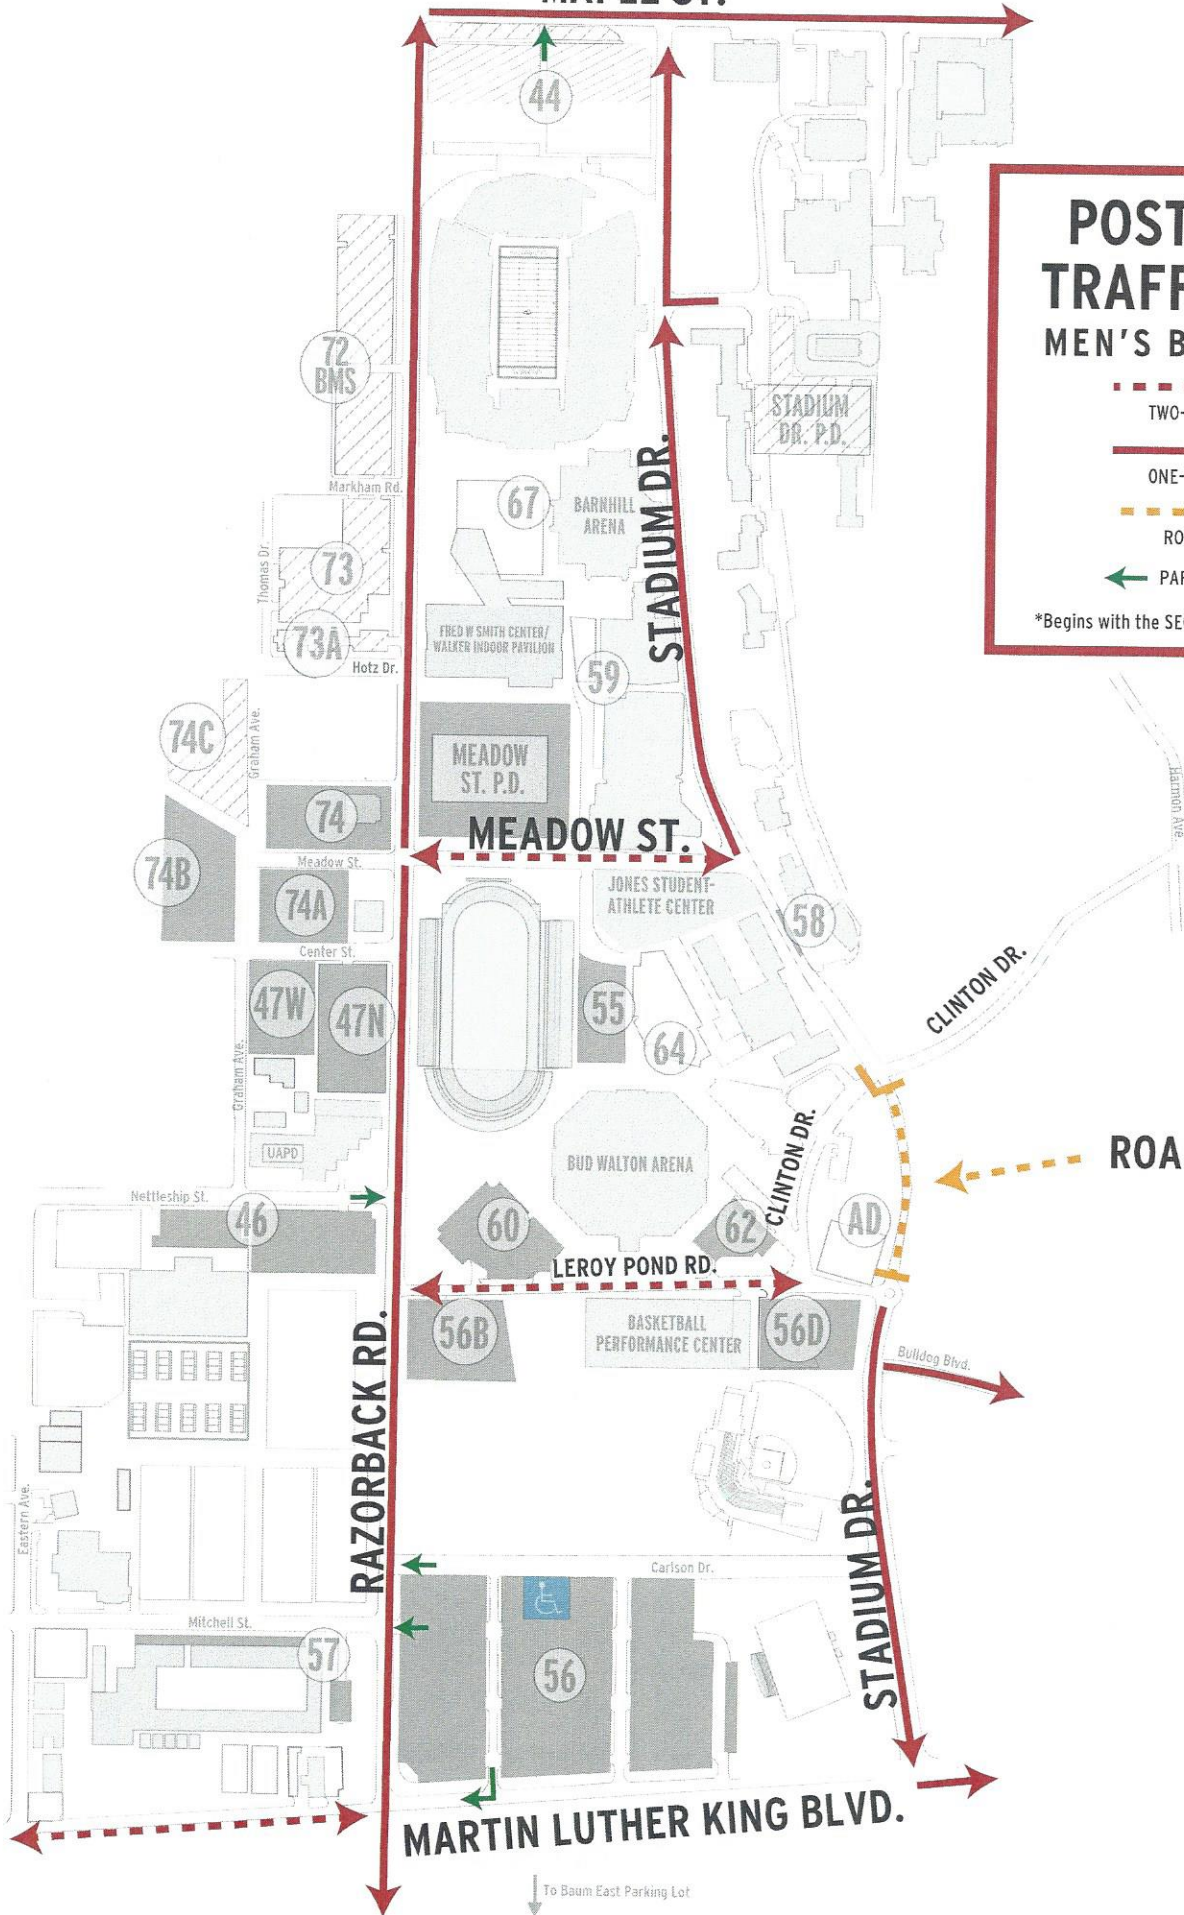 44
POST
TRAFF
MEN'S B
TWO-
ONE-
RO
PAR
*Begins with the SE
72
BMS
STADIUM
DR. P.D.
STADIUM DR.
Markham Rd.
67
BARNHILL
ARENA
Thomas Dr.
73
73A
Hotz Dr.
FRED W SMITH CENTER/
WALKER INDOOR PAVILION
59
74C
Graham Ave.
MEADOW
ST. P.D.
Harmon Ave.
74
MEADOW ST.
Meadow St.
74B
74A
JONES STUDENT-
ATHLETE CENTER
58
Center St.
CLINTON DR.
47W
47N
55
64
Graham Ave.
UAPD
BUD WALTON ARENA
CLINTON DR.
ROA
Nettleship St.
46
60
62
AD
LEROY POND RD.
56B
BASKETBALL
PERFORMANCE CENTER
56D
Bulldog Blvd.
RAZORBACK RD.
Eastern Ave.
STADIUM DR.
Carlson Dr.
Mitchell St.
57
56
MARTIN LUTHER KING BLVD.
To Baum East Parking Lot